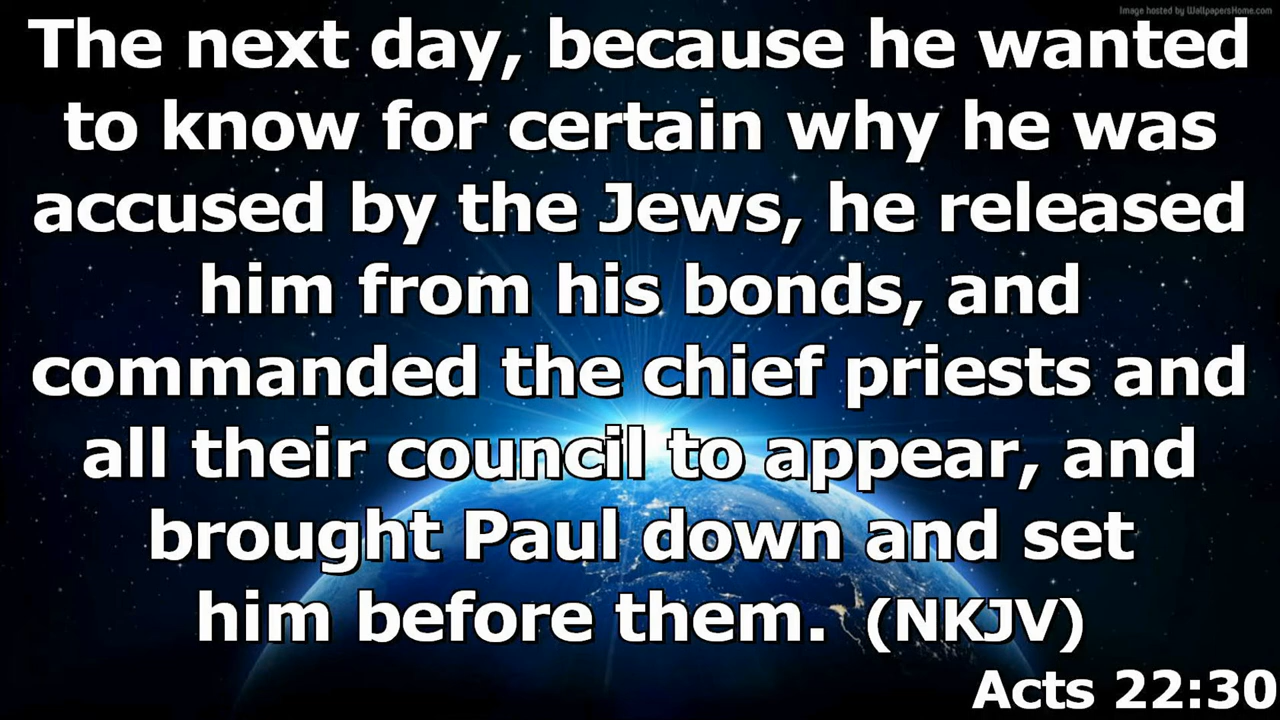 Image hosted by WallpapersHome.com
The next day, because he wanted
to know for certain why he was
accused by the Jews, he released
him from his bonds, and
commanded the chief priests and
all their council to appear, and
brought Paul down and set
him before them. (NKJV)
Acts 22:30